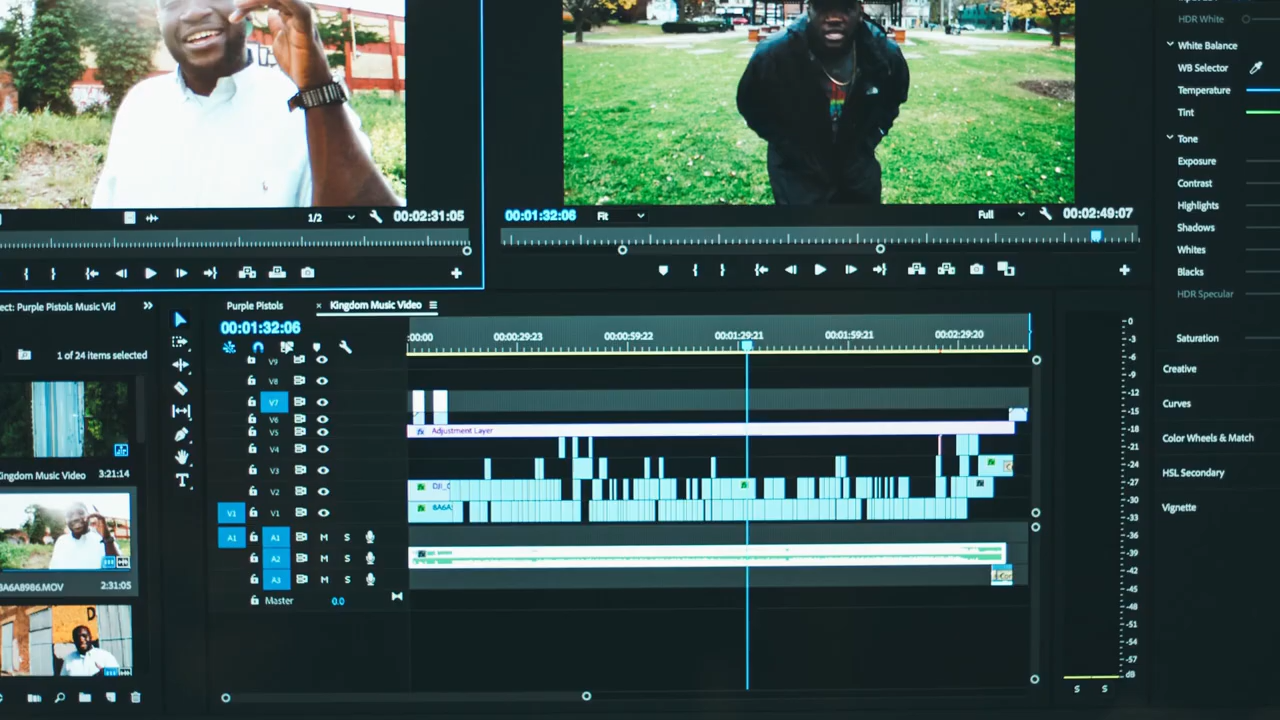 HDR White
White Balance
WB Selector
Temperature
Tint
Tone
Exposure
Contrast
Highlights
Shadows
Whites
Blacks
HDR Specular
Saturation
Creative
Curves
Color Wheels & Match
HSL Secondary
Vignette
1/2
00:02:31:05
00:01:32:06
Fit
Full
00:02:49:07
ect: Purple Pistols Music Vid
1 of 24 items selected
Kingdom Music Video 3:21:14
8A6A8986.MOV 2:31:05
Purple Pistols
× Kingdom Music Video
00:01:32:06
:00:00
00:00:29:23
00:00:59:22
00:01:29:21
00:01:59:21
00:02:29:20
V9
V8
V7
V6
V5
Adjustment Layer
V4
V3
V2
V1 V1
A1 A1 M S
A2 M S
A3 M S
Master 0.0
0
-3
-6
-9
-12
-15
-18
-21
-24
-27
-30
-33
-36
-39
-42
-45
-48
-51
-54
-57
dB
S S